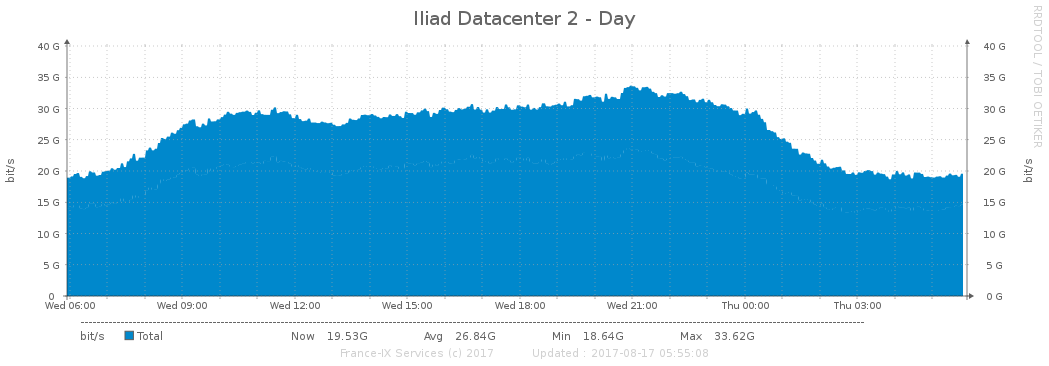 Iliad Datacenter 2 - Day
RRDTOOL / TOBI OETIKER
40 G 40 G
35 G 35 G
30 G 30 G
25 G 25 G
20 G 20 G
15 G 15 G
10 G 10 G
5 G 5 G
0 0 G
bit/s
bit/s
Wed 06:00 Wed 09:00 Wed 12:00 Wed 15:00 Wed 18:00 Wed 21:00 Thu 00:00 Thu 03:00
bit/s Total Now 19.53G Avg 26.84G Min 18.64G Max 33.62G
France-IX Services (c) 2017 Updated : 2017-08-17 05:55:08